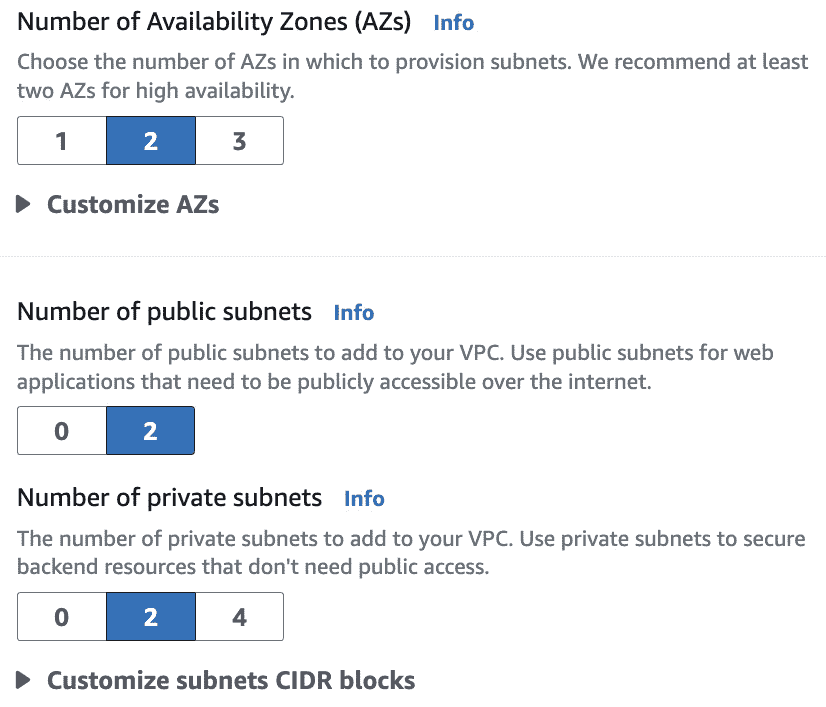 Number of Availability Zones (AZs) Info
Choose the number of AZs in which to provision subnets. We recommend at least
two AZs for high availability.
1 2 3
Customize AZs
Number of public subnets Info
The number of public subnets to add to your VPC. Use public subnets for web
applications that need to be publicly accessible over the internet.
0 2
Number of private subnets Info
The number of private subnets to add to your VPC. Use private subnets to secure
backend resources that don't need public access.
0 2 4
Customize subnets CIDR blocks